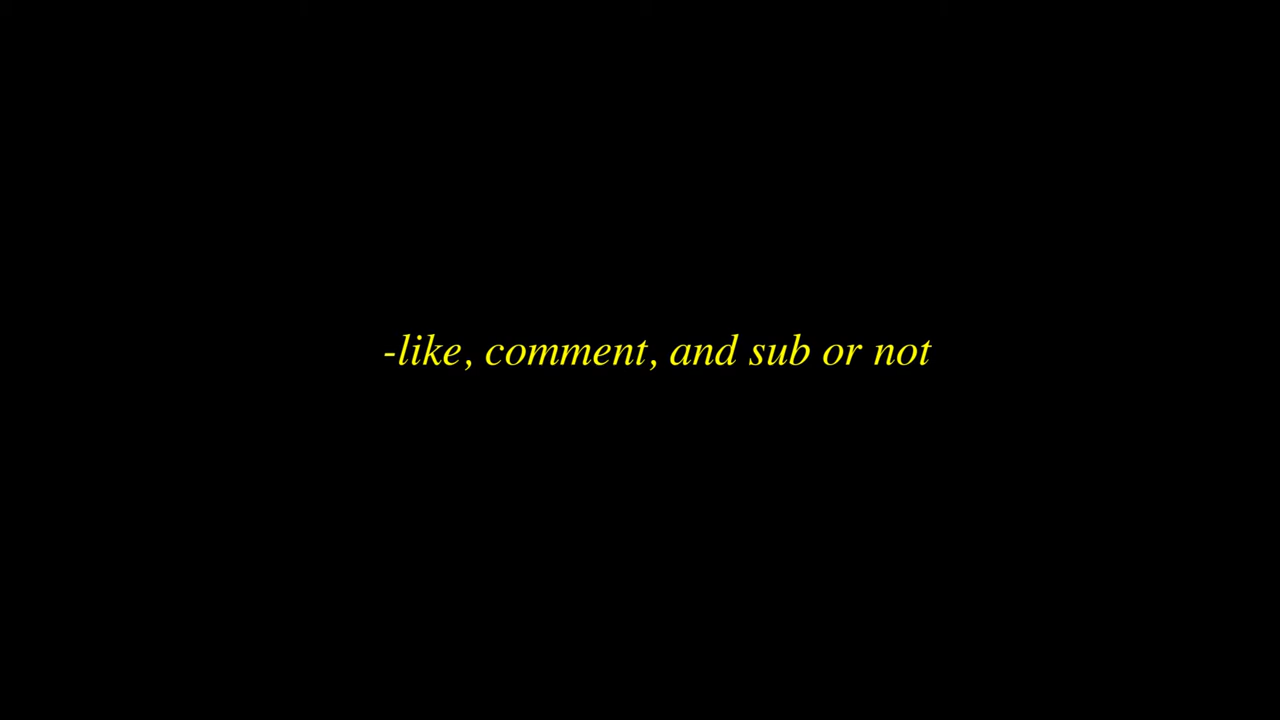 -like, comment, and sub or not